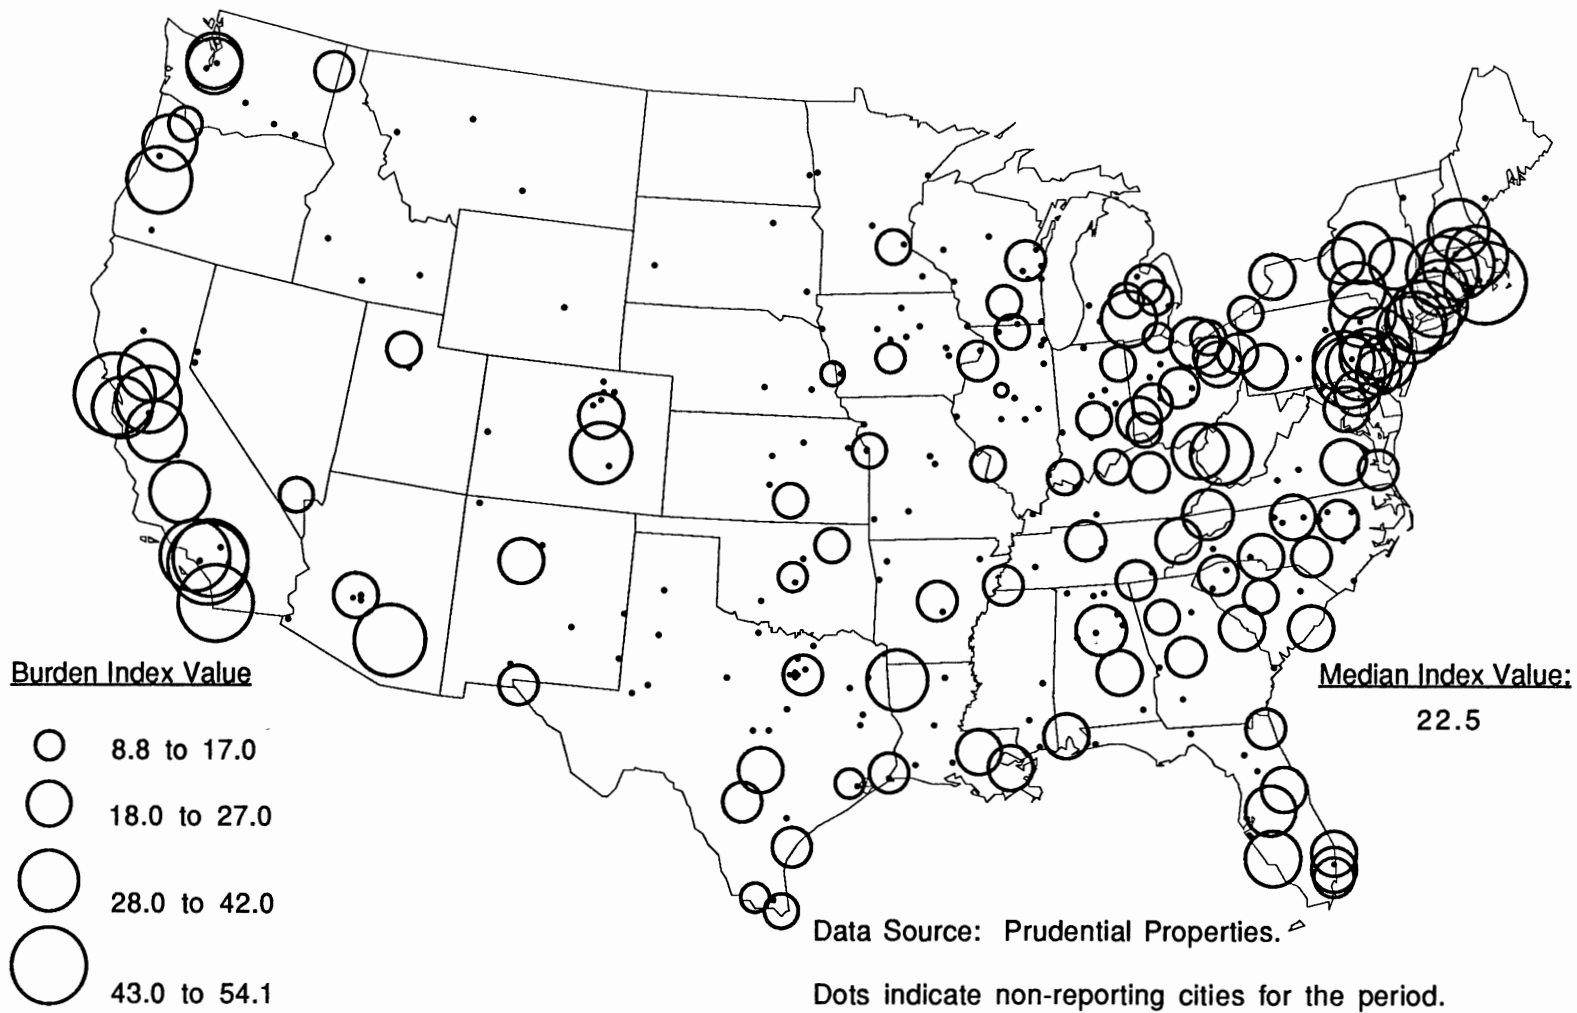 Burden Index Value
8.8 to 17.0
18.0 to 27.0
28.0 to 42.0
43.0 to 54.1
Median Index Value:
22.5
Data Source: Prudential Properties.
Dots indicate non-reporting cities for the period.